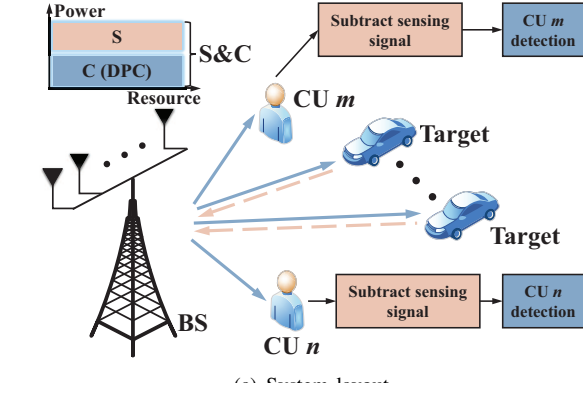 Power
S
C (DPC)
S&C
Resource
Subtract sensing
signal
CU m
detection
CU m
Target
Target
BS
CU n
Subtract sensing
signal
CU n
detection